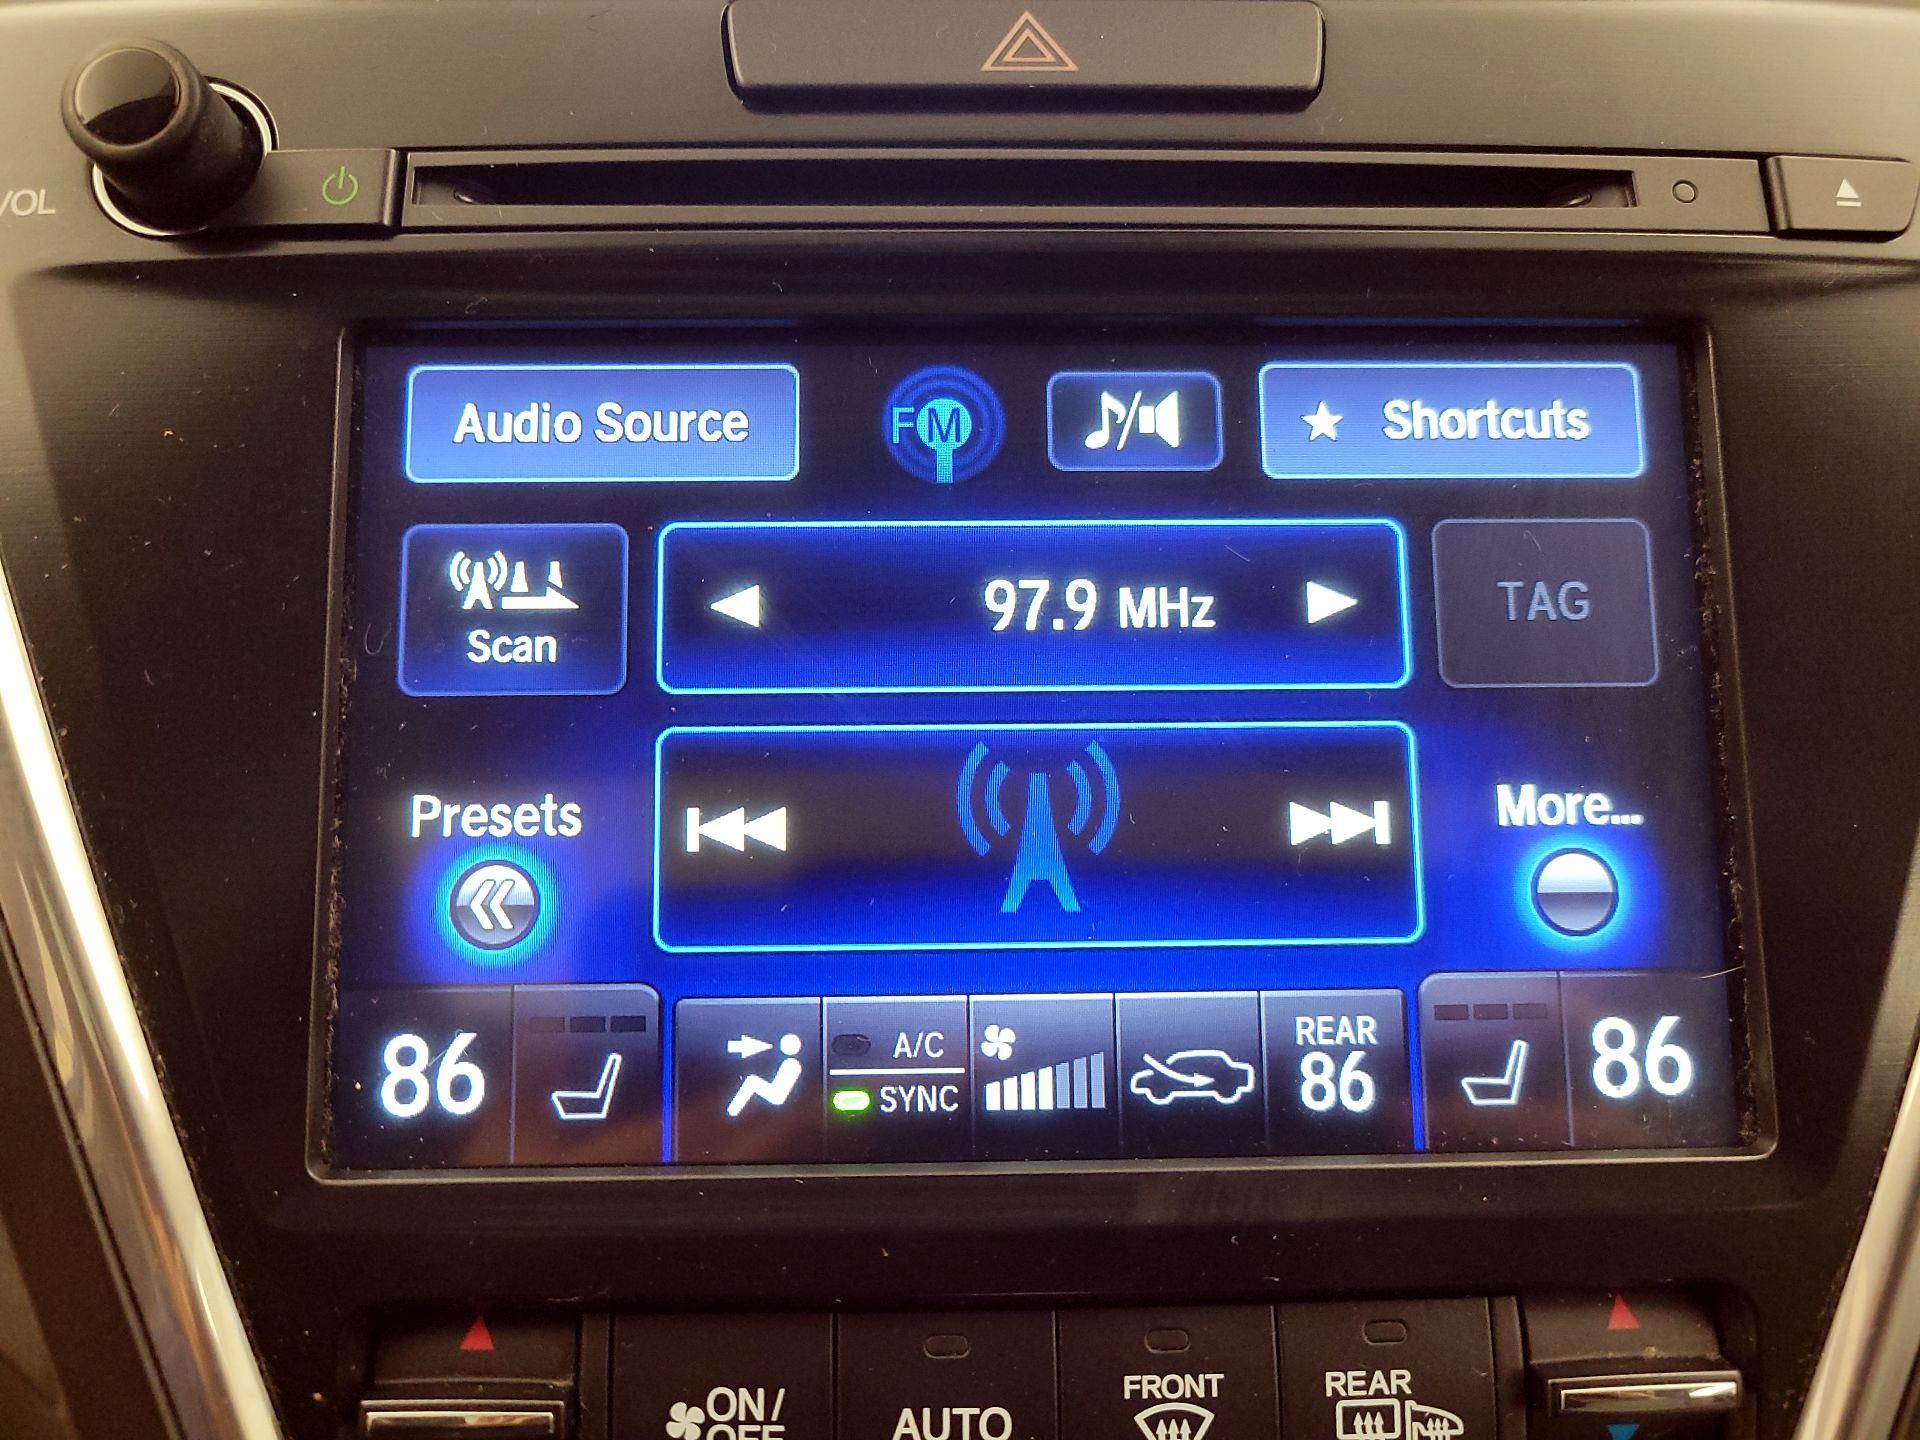 /VOL
Audio Source
FM
Shortcuts
Scan
97.9 MHz
TAG
Presets
More...
86
A/C
SYNC
REAR
86
86
ON/
OFF
AUTO
FRONT
REAR